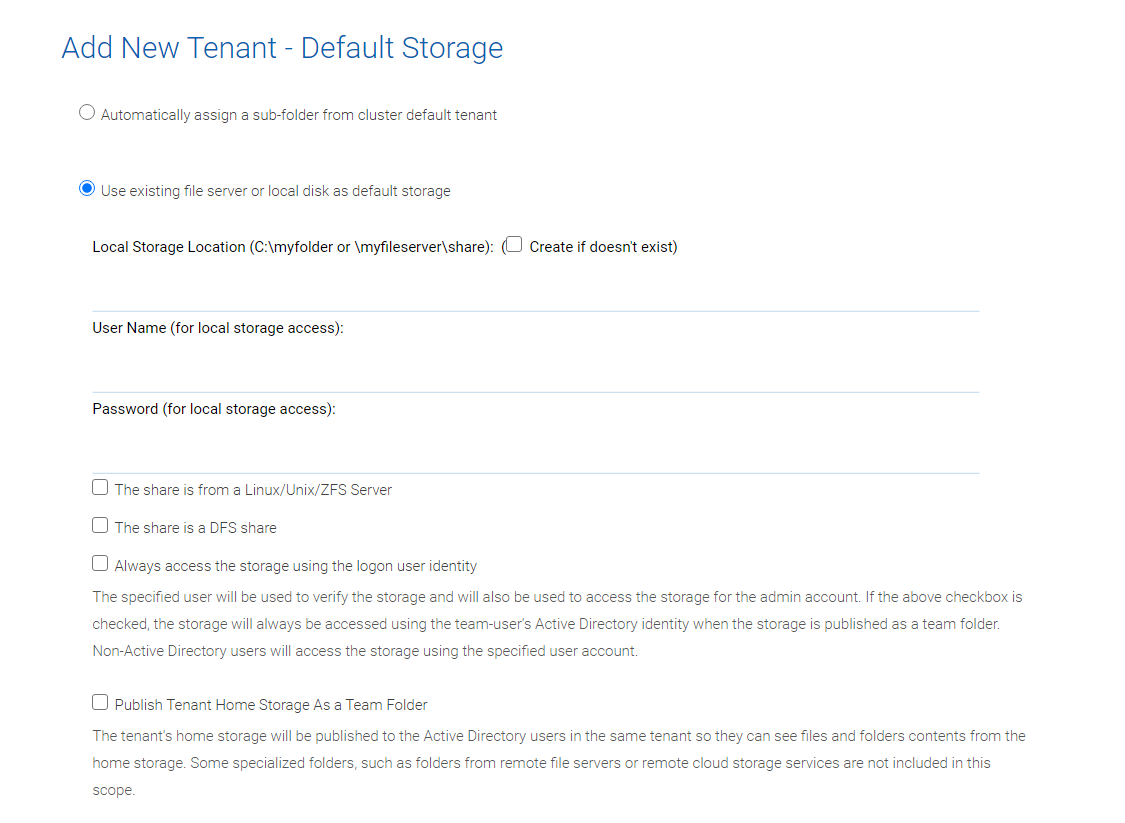 Add New Tenant - Default Storage
Automatically assign a sub-folder from cluster default tenant
Use existing file server or local disk as default storage
Local Storage Location (C:\myfolder or \myfileserver\share): ( Create if doesn't exist)
User Name (for local storage access):
Password (for local storage access):
The share is from a Linux/Unix/ZFS Server
The share is a DFS share
Always access the storage using the logon user identity
The specified user will be used to verify the storage and will also be used to access the storage for the admin account. If the above checkbox is
checked, the storage will always be accessed using the team-user's Active Directory identity when the storage is published as a team folder.
Non-Active Directory users will access the storage using the specified user account.
Publish Tenant Home Storage As a Team Folder
The tenant's home storage will be published to the Active Directory users in the same tenant so they can see files and folders contents from the
home storage. Some specialized folders, such as folders from remote file servers or remote cloud storage services are not included in this
scope.